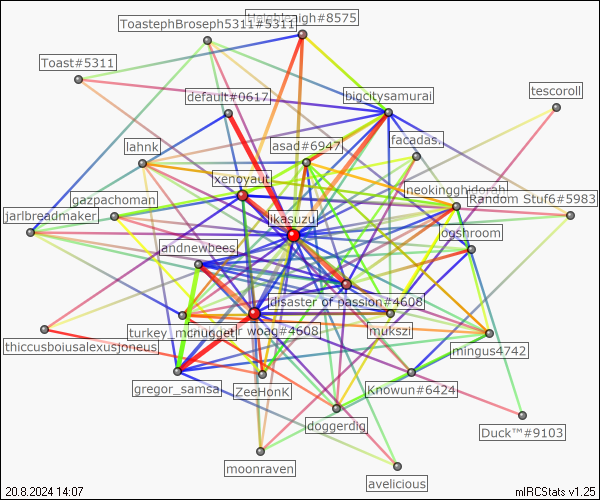 ToastephBroseph5311#5311
#8575
Toast#5311
tescoroll
default#0617
bigcitysamurai
facadas.
asad#6947
lahnk
xenoyaut
neokingghidorah
Random Stuf6#5983
gazpachoman
jarlbreadmaker
ikasuzu
ogshroom
andnewbees
disaster of passion#4608
turkey_mcnugget
woag#4608
mukszi
thiccusboiusalexusjoneus
mingus4742
gregor_samsa
ZeeHonK
Knowun#6424
doggerdig
Duck™#9103
moonraven
avelicious
20.8.2024 14:07
mIRCStats v1.25